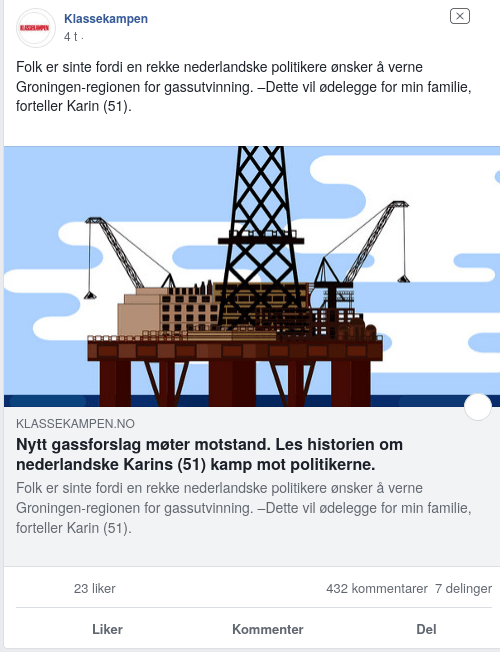 KLASSEKAMPEN
Klassekampen
4 t ·
Folk er sinte fordi en rekke nederlandske politikere ønsker å verne
Groningen-regionen for gassutvinning. –Dette vil ødelegge for min familie,
forteller Karin (51).
KLASSEKAMPEN.NO
Nytt gassforslag møter motstand. Les historien om
nederlandske Karins (51) kamp mot politikerne.
Folk er sinte fordi en rekke nederlandske politikere ønsker å verne
Groningen-regionen for gassutvinning. –Dette vil ødelegge for min familie,
forteller Karin (51).
23 liker 432 kommentarer 7 delinger
Liker Kommenter Del